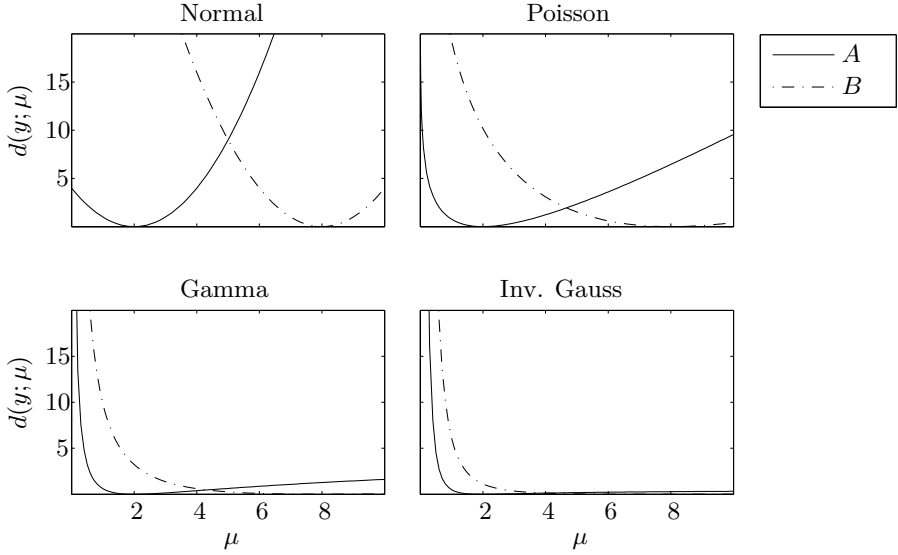 Normal
Poisson
A
B
15
10
5
d(y; μ)
Gamma
Inv. Gauss
15
10
5
d(y; μ)
2
4
6
8
2
4
6
8
μ
μ